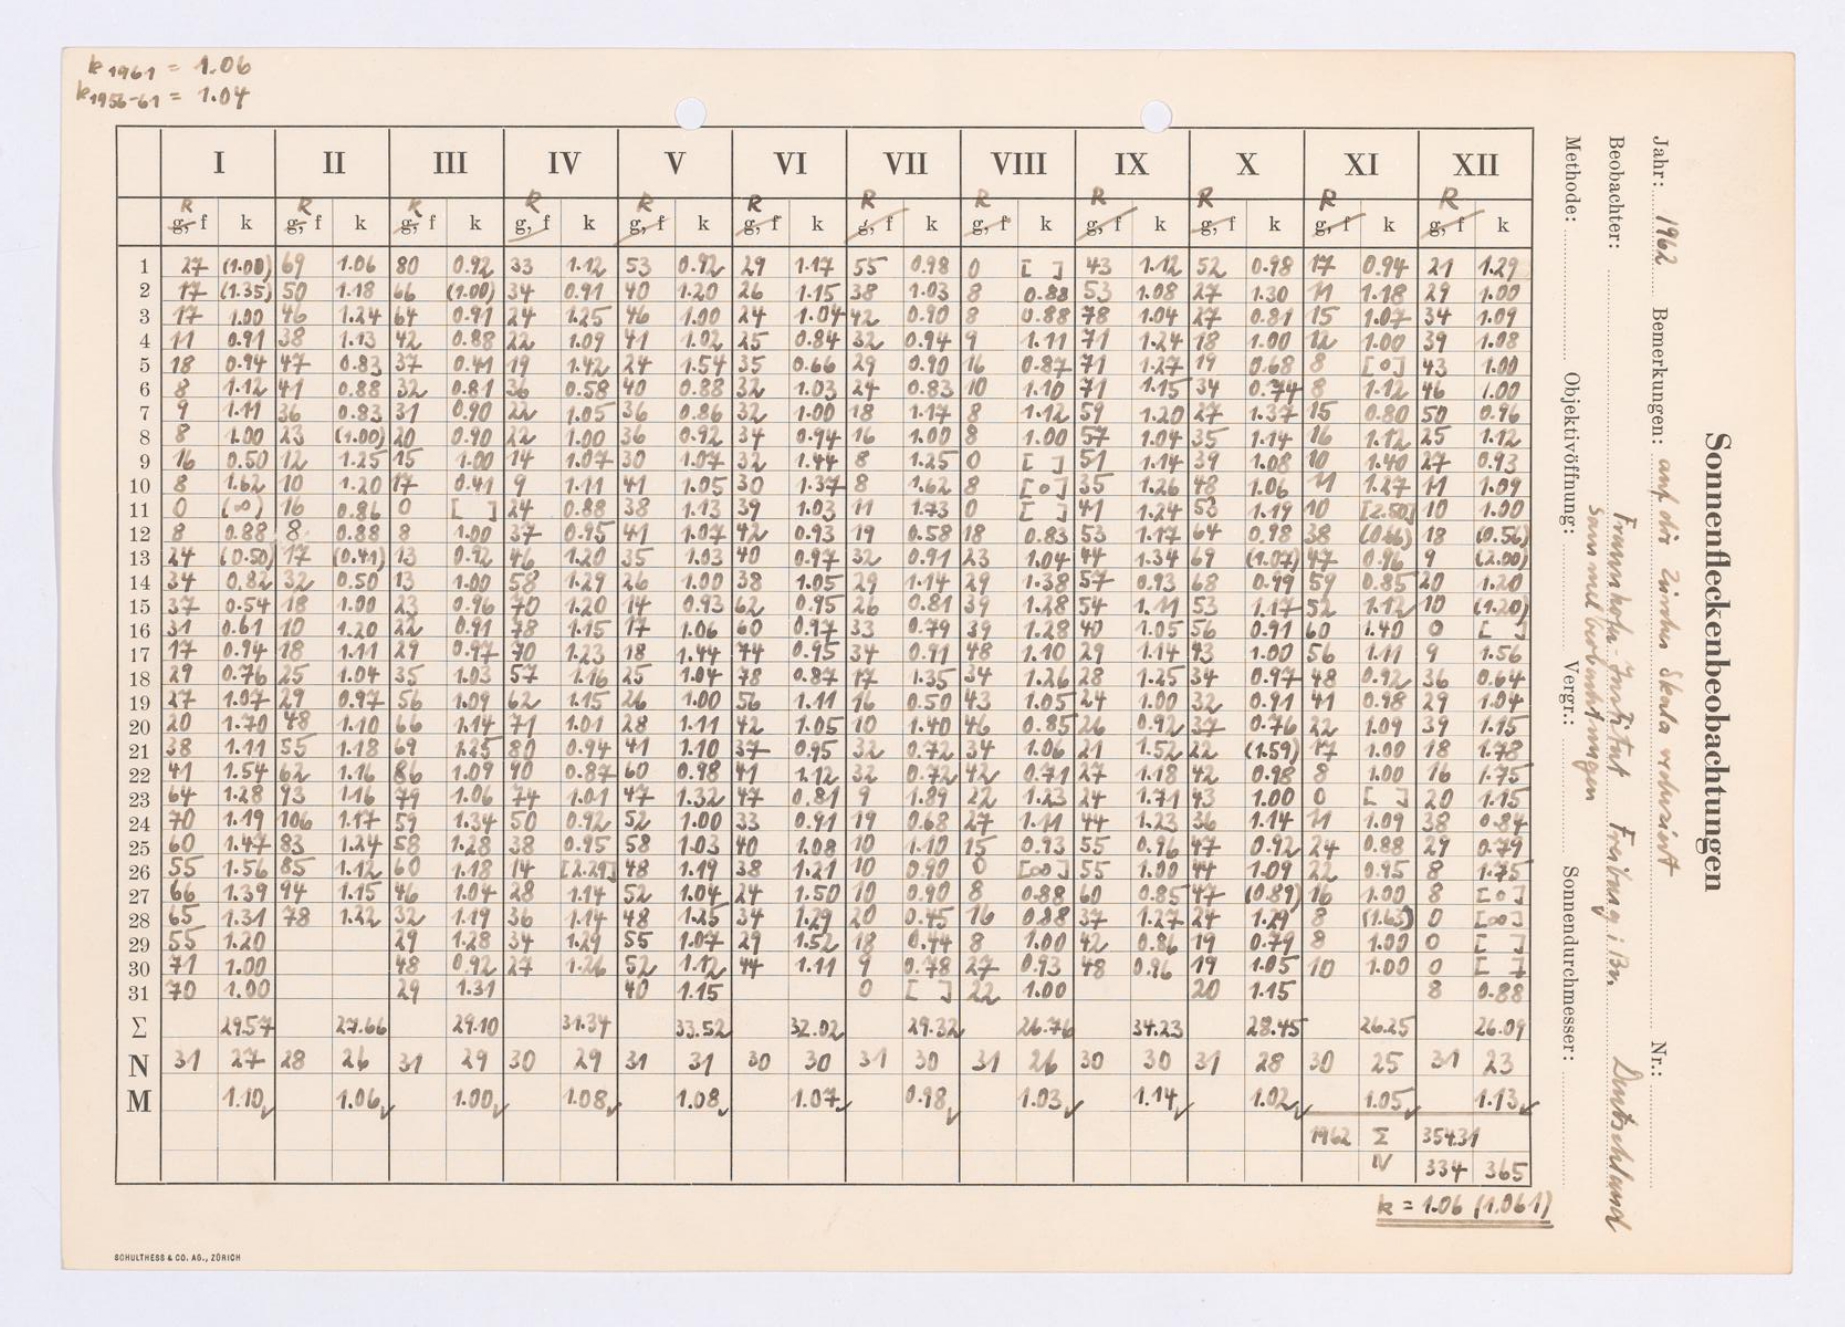 k1961 = 1.06
k1956-61 = 1.04
Sonnenfleckenbeobachtungen
Jahr: 1962 Bemerkungen: auf die Zürcher Skala reduziert Nr.:
Beobachter: Fraunhofer-Institut Freiburg i. Br. Deutschland
Sammelbeobachtungen
Methode: Objektivöffnung: Vergr.: Sonnendurchmesser:
I II III IV V VI VII VIII IX X XI XII
R R R R R R R R R R R R
g, f k g, f k g, f k g, f k g, f k g, f k g, f k g, f k g, f k g, f k g, f k g, f k
1 27 (1.00) 69 1.06 80 0.92 33 1.12 53 0.92 29 1.17 55 0.98 0 [ ] 43 1.12 52 0.98 17 0.94 21 1.29
2 17 (1.35) 50 1.18 66 (1.00) 34 0.91 40 1.20 26 1.15 38 1.03 8 0.88 53 1.08 27 1.30 11 1.18 29 1.00
3 17 1.00 46 1.24 64 0.91 24 1.25 46 1.00 24 1.04 42 0.90 8 0.88 78 1.04 27 0.81 15 1.07 34 1.09
4 11 0.91 38 1.13 42 0.88 22 1.09 41 1.02 25 0.84 32 0.94 9 1.11 71 1.24 18 1.00 12 1.00 39 1.08
5 18 0.94 47 0.83 37 0.41 19 1.42 24 1.54 35 0.66 29 0.90 16 0.87 71 1.27 19 0.68 8 [0] 43 1.00
6 8 1.12 41 0.88 32 0.81 36 0.58 40 0.88 32 1.03 24 0.83 10 1.10 71 1.15 34 0.74 8 1.12 46 1.00
7 9 1.11 36 0.83 31 0.90 22 1.05 36 0.86 32 1.00 18 1.17 8 1.12 59 1.20 27 1.37 15 0.80 50 0.96
8 8 1.00 23 (1.00) 20 0.90 22 1.00 36 0.92 34 0.94 16 1.00 8 1.00 57 1.04 35 1.14 16 1.12 25 1.12
9 16 0.50 12 1.25 15 1.00 14 1.07 30 1.07 32 1.44 8 1.25 0 [ ] 51 1.14 39 1.08 10 1.40 27 0.93
10 8 1.62 10 1.20 17 0.41 9 1.11 41 1.05 30 1.37 8 1.62 8 [0] 35 1.26 48 1.06 11 1.27 11 1.09
11 0 (∞) 16 0.86 0 [ ] 24 0.88 38 1.13 39 1.03 11 1.73 0 [ ] 41 1.24 53 1.19 10 [2.50] 10 1.00
12 8 0.88 8 0.88 8 1.00 37 0.95 41 1.07 42 0.93 19 0.58 18 0.83 53 1.17 64 0.98 38 (0.66) 18 (0.56)
13 24 (0.50) 17 (0.41) 13 0.92 46 1.20 35 1.03 40 0.97 32 0.91 23 1.04 44 1.34 69 (1.07) 47 0.96 9 (2.00)
14 34 0.82 32 0.50 13 1.00 58 1.29 26 1.00 38 1.05 29 1.14 29 1.38 57 0.93 68 0.99 59 0.85 20 1.20
15 37 0.54 18 1.00 23 0.96 70 1.20 14 0.93 62 0.95 26 0.81 39 1.28 54 1.11 53 1.17 52 1.12 10 (1.20)
16 31 0.61 10 1.20 22 0.91 78 1.15 17 1.06 60 0.97 33 0.79 39 1.28 40 1.05 56 0.91 60 1.40 0 [ ]
17 17 0.94 18 1.11 29 0.97 70 1.23 18 1.44 74 0.95 34 0.91 48 1.10 29 1.14 43 1.00 56 1.11 9 1.56
18 29 0.76 25 1.04 35 1.03 57 1.16 25 1.04 78 0.87 17 1.35 34 1.26 28 1.25 34 0.97 48 0.92 36 0.64
19 27 1.07 29 0.97 56 1.09 62 1.15 26 1.00 56 1.11 16 0.50 43 1.05 24 1.00 32 0.91 41 0.98 29 1.04
20 20 1.70 48 1.10 66 1.14 71 1.01 28 1.11 42 1.05 10 1.40 46 0.85 26 0.92 37 0.76 22 1.09 39 1.15
21 38 1.11 55 1.18 69 1.25 80 0.94 41 1.10 37 0.95 32 0.72 34 1.06 21 1.52 22 (1.59) 17 1.00 18 1.78
22 41 1.54 62 1.16 86 1.09 90 0.87 60 0.98 41 1.12 32 0.72 42 0.71 27 1.18 42 0.98 8 1.00 16 1.75
23 64 1.28 93 1.16 79 1.06 74 1.01 47 1.32 47 0.81 9 1.89 22 1.23 24 1.71 43 1.00 0 [ ] 20 1.15
24 70 1.19 106 1.17 59 1.34 50 0.92 52 1.00 33 0.91 19 0.68 27 1.11 44 1.23 36 1.14 11 1.09 38 0.84
25 60 1.47 83 1.24 58 1.28 38 0.95 58 1.03 40 1.08 10 1.10 15 0.93 55 0.96 47 0.92 24 0.88 29 0.79
26 55 1.56 85 1.12 60 1.18 14 [2.29] 48 1.19 38 1.21 10 0.90 0 [∞] 55 1.00 44 1.09 22 0.95 8 1.75
27 66 1.39 94 1.15 46 1.04 28 1.14 52 1.04 24 1.50 10 0.90 8 0.88 60 0.85 47 (0.89) 16 1.00 8 [0]
28 65 1.31 78 1.22 32 1.19 36 1.14 48 1.25 34 1.29 20 0.45 16 0.88 37 1.27 24 1.29 8 (1.63) 0 [∞]
29 55 1.20 29 1.28 34 1.29 55 1.07 29 1.52 18 0.44 8 1.00 42 0.86 19 0.79 8 1.00 0 [ ]
30 71 1.00 48 0.92 27 1.26 52 1.12 44 1.11 9 0.78 27 0.93 48 0.96 19 1.05 10 1.00 0 [ ]
31 70 1.00 29 1.31 40 1.15 0 [ ] 22 1.00 20 1.15 8 0.88
Σ 29.57 27.66 29.10 31.34 33.52 32.02 29.32 26.76 34.23 28.45 26.25 26.09
N 31 27 28 26 31 29 30 29 31 31 30 30 31 30 31 26 30 30 31 28 30 25 31 23
M 1.10 1.06 1.00 1.08 1.08 1.07 0.98 1.03 1.14 1.02 1.05 1.13
1962 Σ 354.31
N 334 365
k = 1.06 (1.061)
SCHULTHESS & CO. AG., ZÜRICH